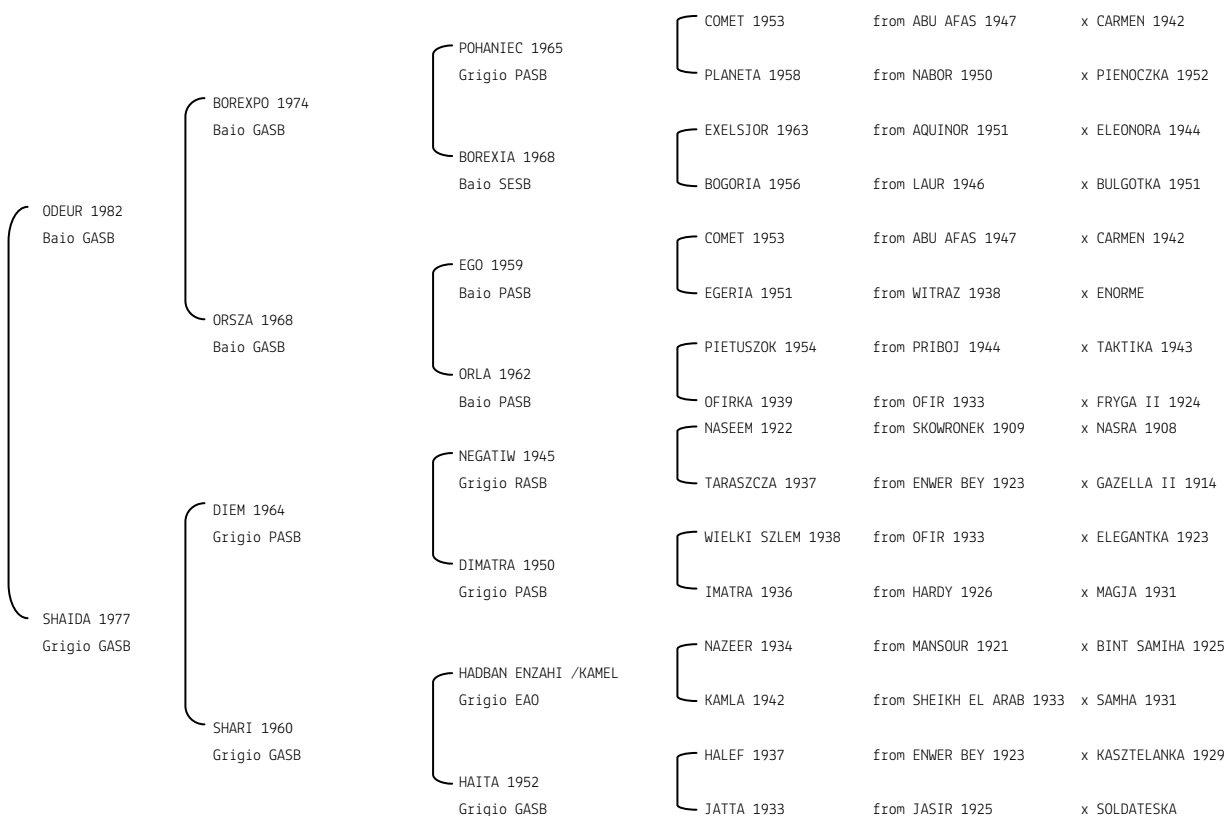 COMET 1953 from ABU AFAS 1947 x CARMEN 1942
POHANIEC 1965
Grigio PASB PLANETA 1958 from NABOR 1950 x PIENOCZKA 1952
BOREXPO 1974
Baio GASB EXELSJOR 1963 from AQUINOR 1951 x ELEONORA 1944
BOREXIA 1968
Baio SESB BOGORIA 1956 from LAUR 1946 x BULGOTKA 1951
ODEUR 1982
Baio GASB COMET 1953 from ABU AFAS 1947 x CARMEN 1942
EGO 1959
Baio PASB EGERIA 1951 from WITRAZ 1938 x ENORME
ORSZA 1968
Baio GASB PIETUSZOK 1954 from PRIBOJ 1944 x TAKTIKA 1943
ORLA 1962
Baio PASB OFIRKA 1939 from OFIR 1933 x FRYGA II 1924
NASEEM 1922 from SKOWRONEK 1909 x NASRA 1908
NEGATIW 1945
Grigio RASB TARASZCZA 1937 from ENWER BEY 1923 x GAZELLA II 1914
DIEM 1964
Grigio PASB WIELKI SZLEM 1938 from OFIR 1933 x ELEGANTKA 1923
DIMATRA 1950
Grigio PASB IMATRA 1936 from HARDY 1926 x MAGJA 1931
SHAIDA 1977
Grigio GASB NAZEER 1934 from MANSOUR 1921 x BINT SAMIHA 1925
HADBAN ENZAHI /KAMEL
Grigio EAO KAMLA 1942 from SHEIKH EL ARAB 1933 x SAMHA 1931
SHARI 1960
Grigio GASB HALEF 1937 from ENWER BEY 1923 x KASZTELANKA 1929
HAITA 1952
Grigio GASB JATTA 1933 from JASIR 1925 x SOLDATESKA